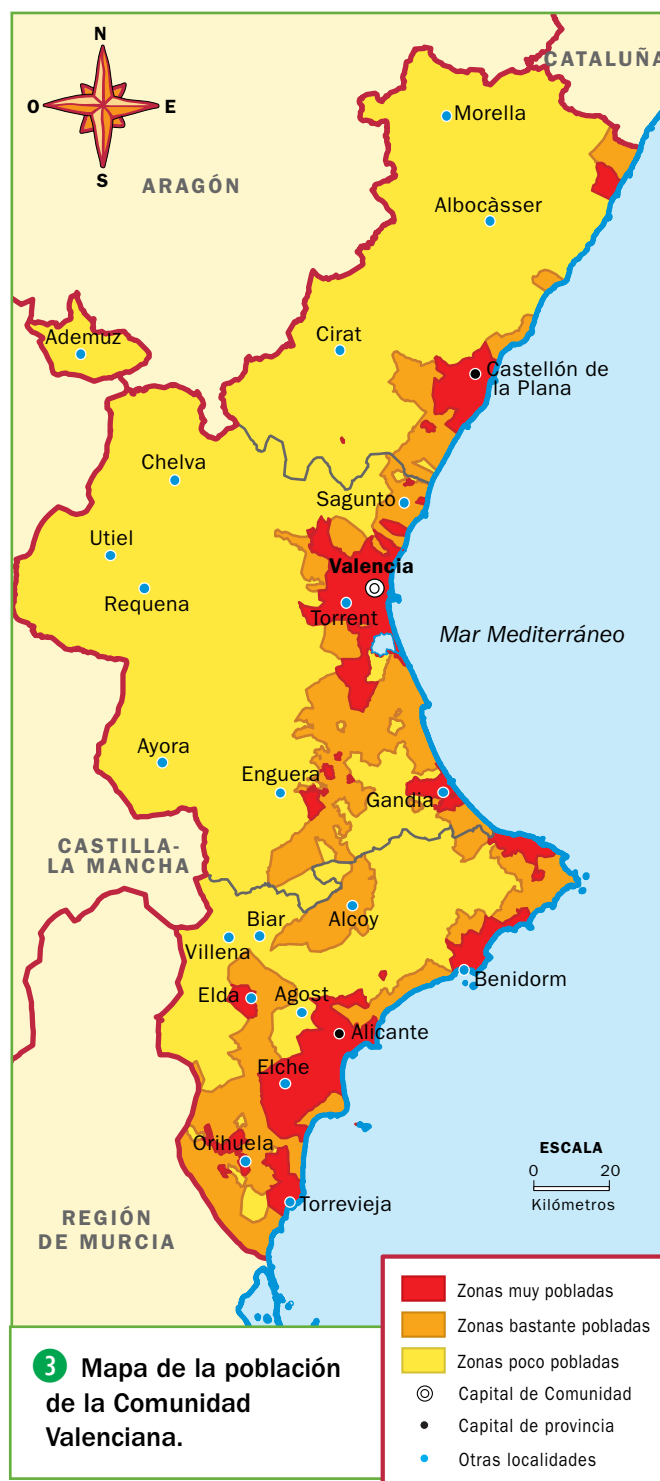 N
CATALUÑA
O
E
S
Morella
ARAGÓN
Albocàsser
Ademuz
Cirat
Castellón de
la Plana
Chelva
Sagunto
Utiel
Valencia
Requena
Torrent
Mar Mediterráneo
Ayora
Enguera
Gandia
CASTILLA-
LA MANCHA
Biar
Alcoy
Villena
Benidorm
Elda
Agost
Alicante
Elche
Orihuela
ESCALA
0 20
Kilómetros
Torrevieja
REGIÓN
DE MURCIA
Zonas muy pobladas
Zonas bastante pobladas
Zonas poco pobladas
Capital de Comunidad
Capital de provincia
Otras localidades
3 Mapa de la población
de la Comunidad
Valenciana.